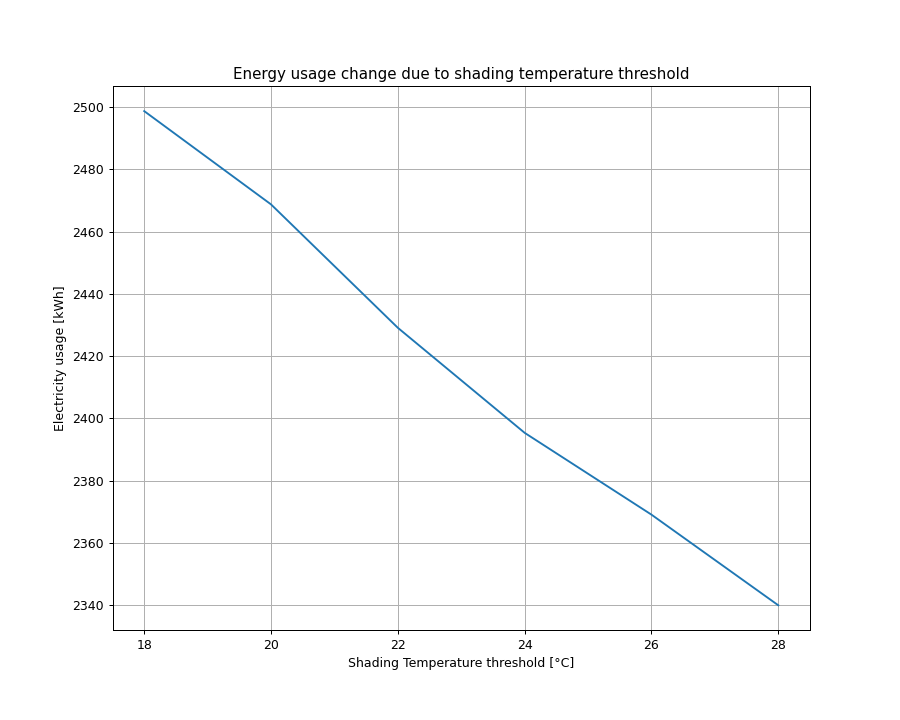 Energy usage change due to shading temperature threshold
2500
2480
2460
2440
2420
2400
2380
2360
2340
Electricity usage [kWh]
18 20 22 24 26 28
Shading Temperature threshold [°C]